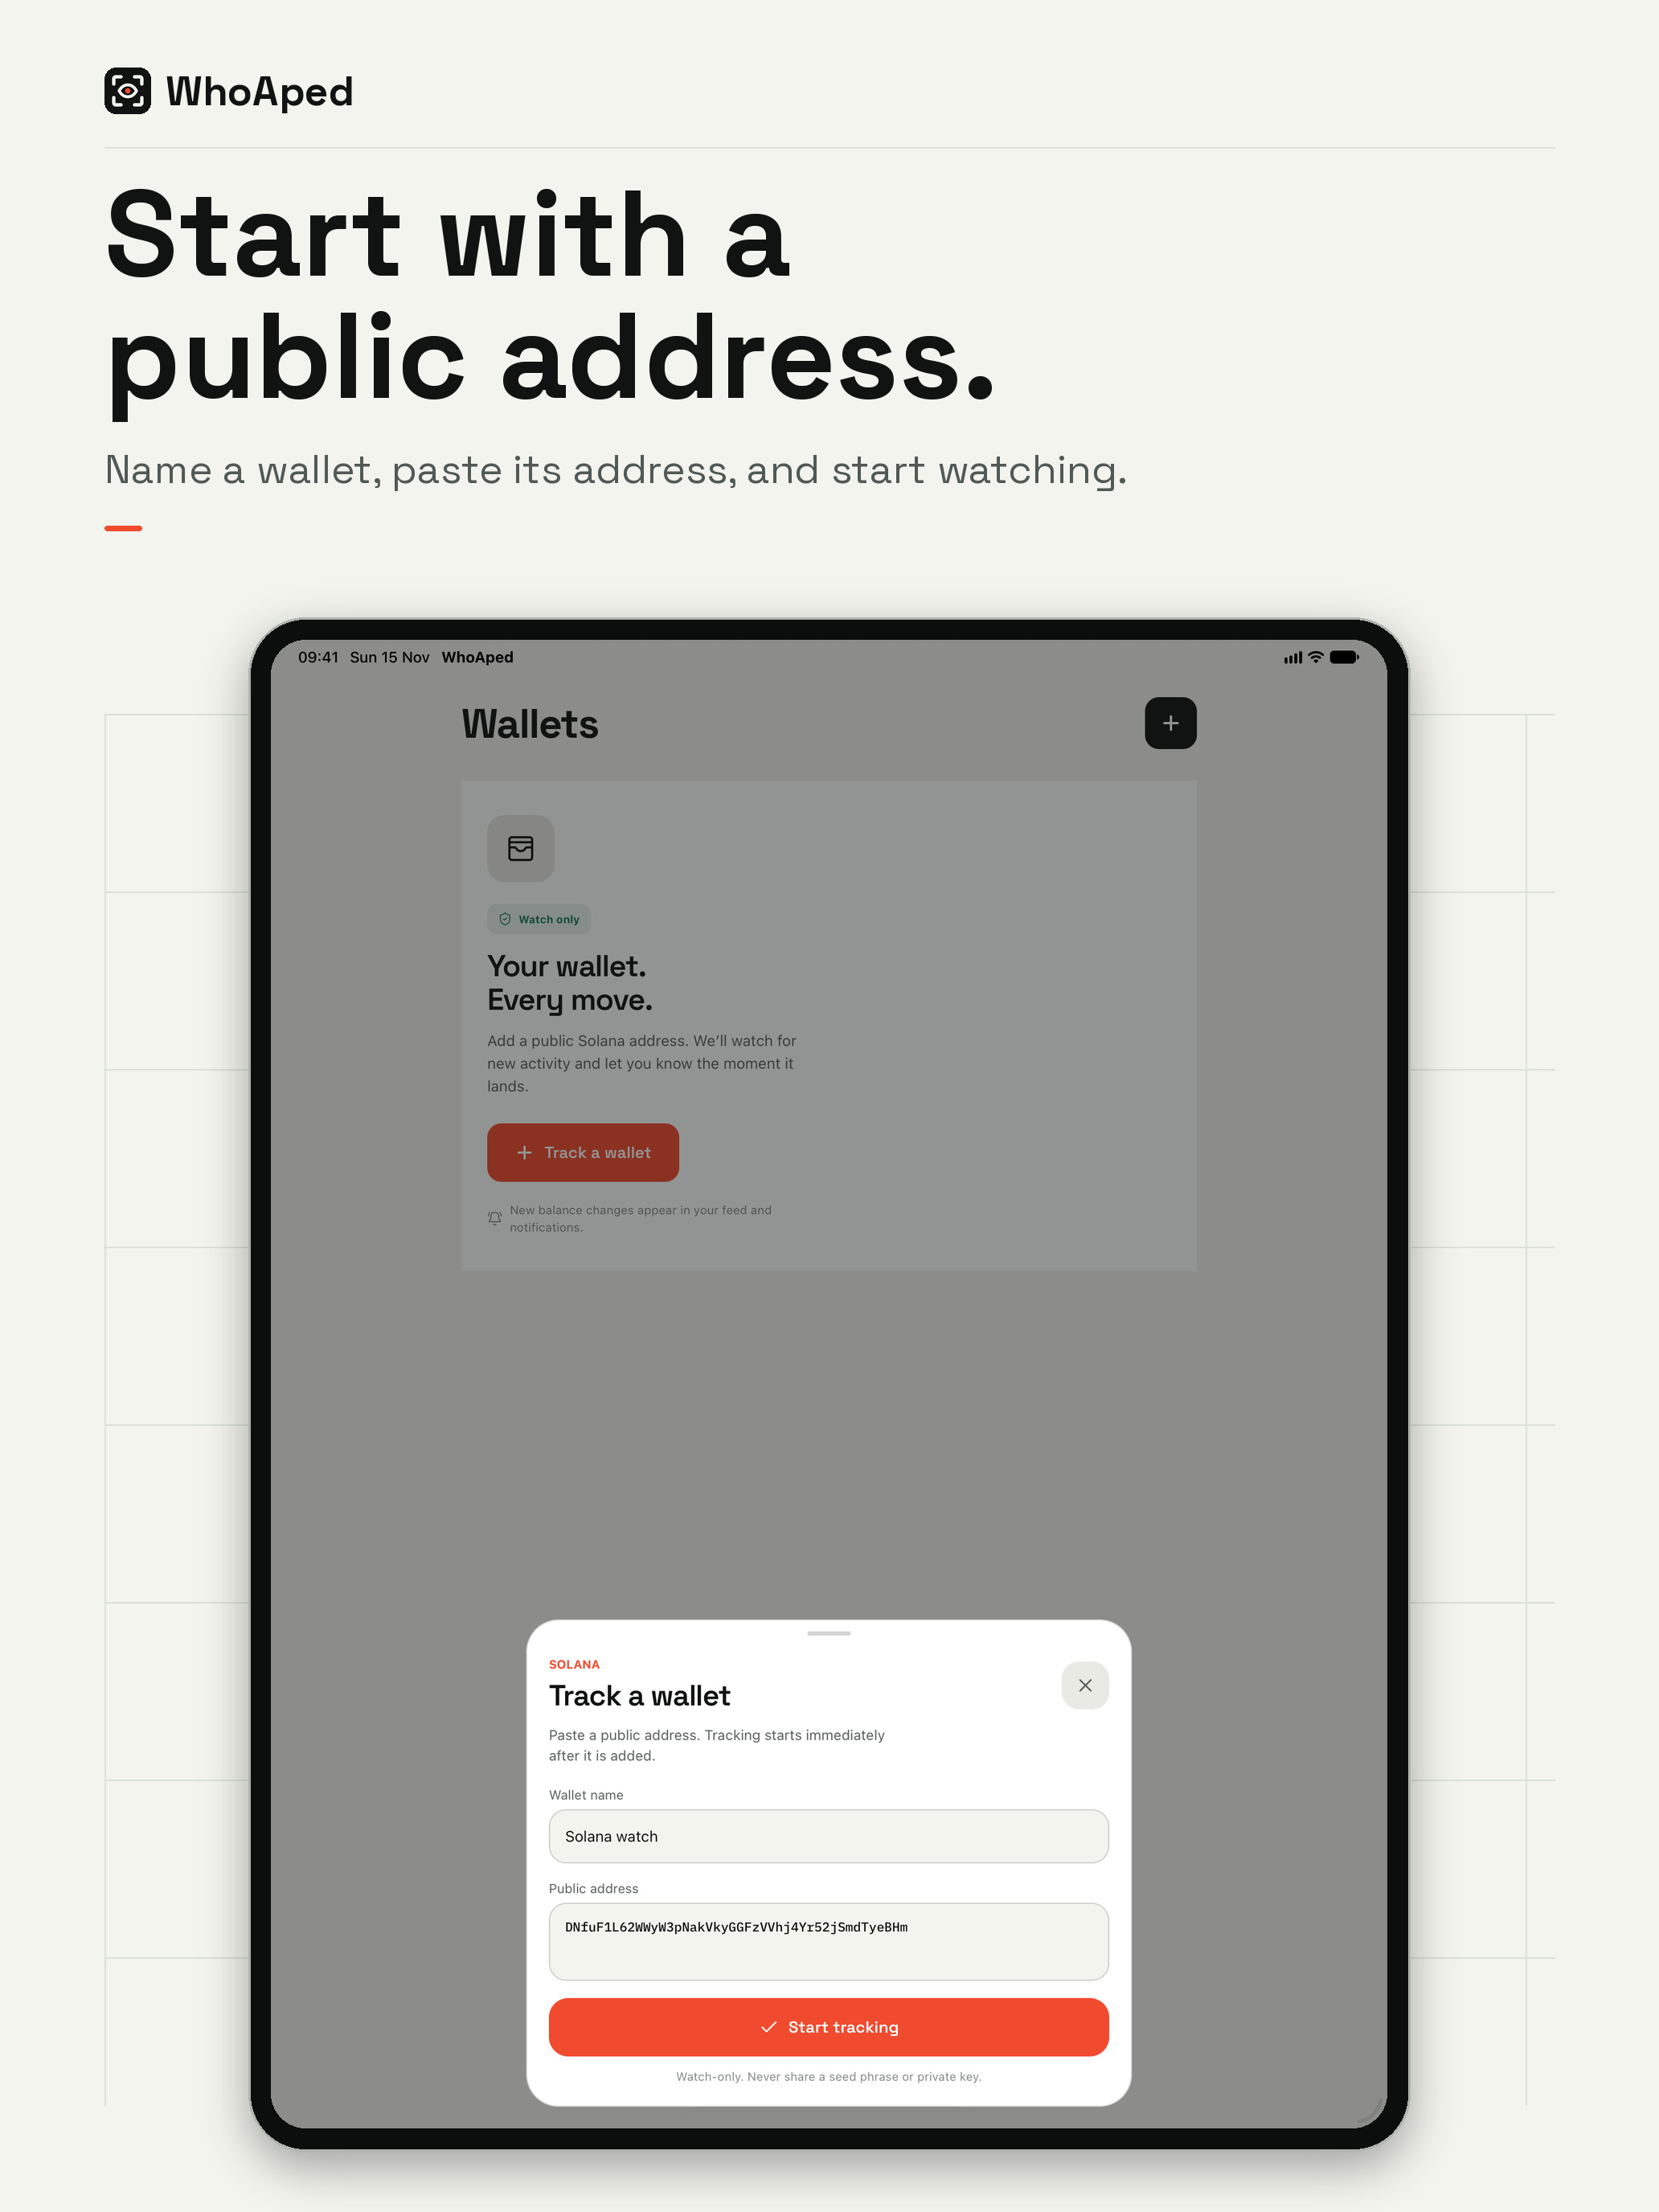 WhoAped
Start with a
public address.
Name a wallet, paste its address, and start watching.
09:41 Sun 15 Nov WhoAped
Wallets
Watch only
Your wallet.
Every move.
Add a public Solana address. We'll watch for
new activity and let you know the moment it
lands.
Track a wallet
New balance changes appear in your feed and
notifications.
SOLANA
Track a wallet
Paste a public address. Tracking starts immediately
after it is added.
Wallet name
Solana watch
Public address
DNfuF1L62WWyW3pNakVkyGGFzVVhj4Yr52jSmdTyeBHm
Start tracking
Watch-only. Never share a seed phrase or private key.